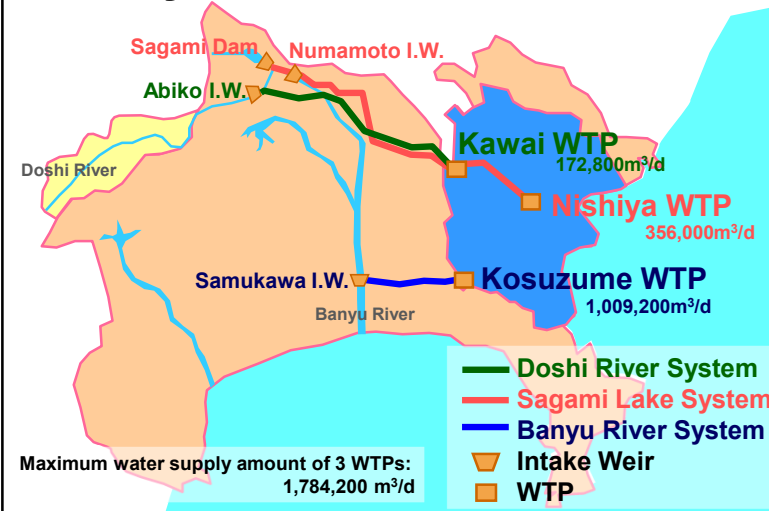 Sagami Dam
Numamoto I.W.
Abiko I.W.
Kawai WTP
172,800m³/d
Doshi River
Nishiya WTP
356,000m³/d
Samukawa I.W.
Kosuzume WTP
1,009,200m³/d
Banyu River
Doshi River System
Sagami Lake System
Banyu River System
Intake Weir
WTP
Maximum water supply amount of 3 WTPs:
1,784,200 m³/d